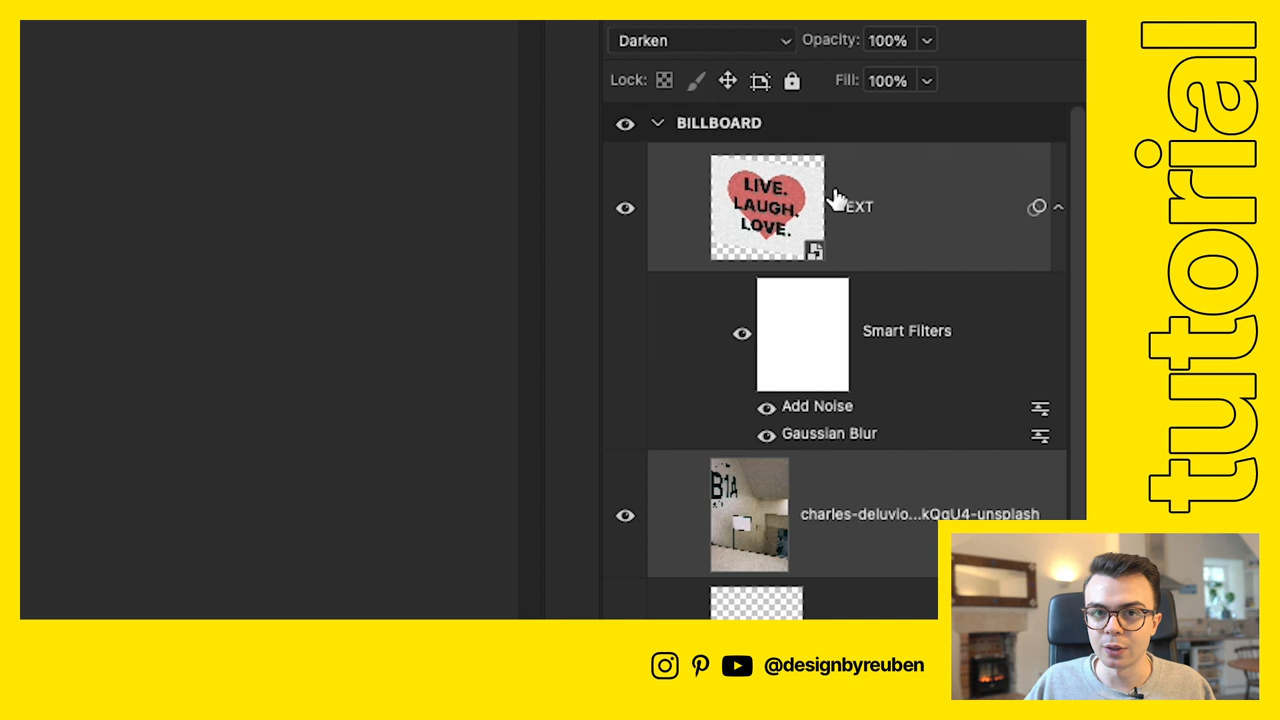 Darken
Opacity: 100%
Lock:
Fill: 100%
BILLBOARD
LIVE.
LAUGH.
LOVE.
EXT
Smart Filters
Add Noise
Gaussian Blur
B1A
charles-deluvio...kQqU4-unsplash
tutorial
@designbyreuben